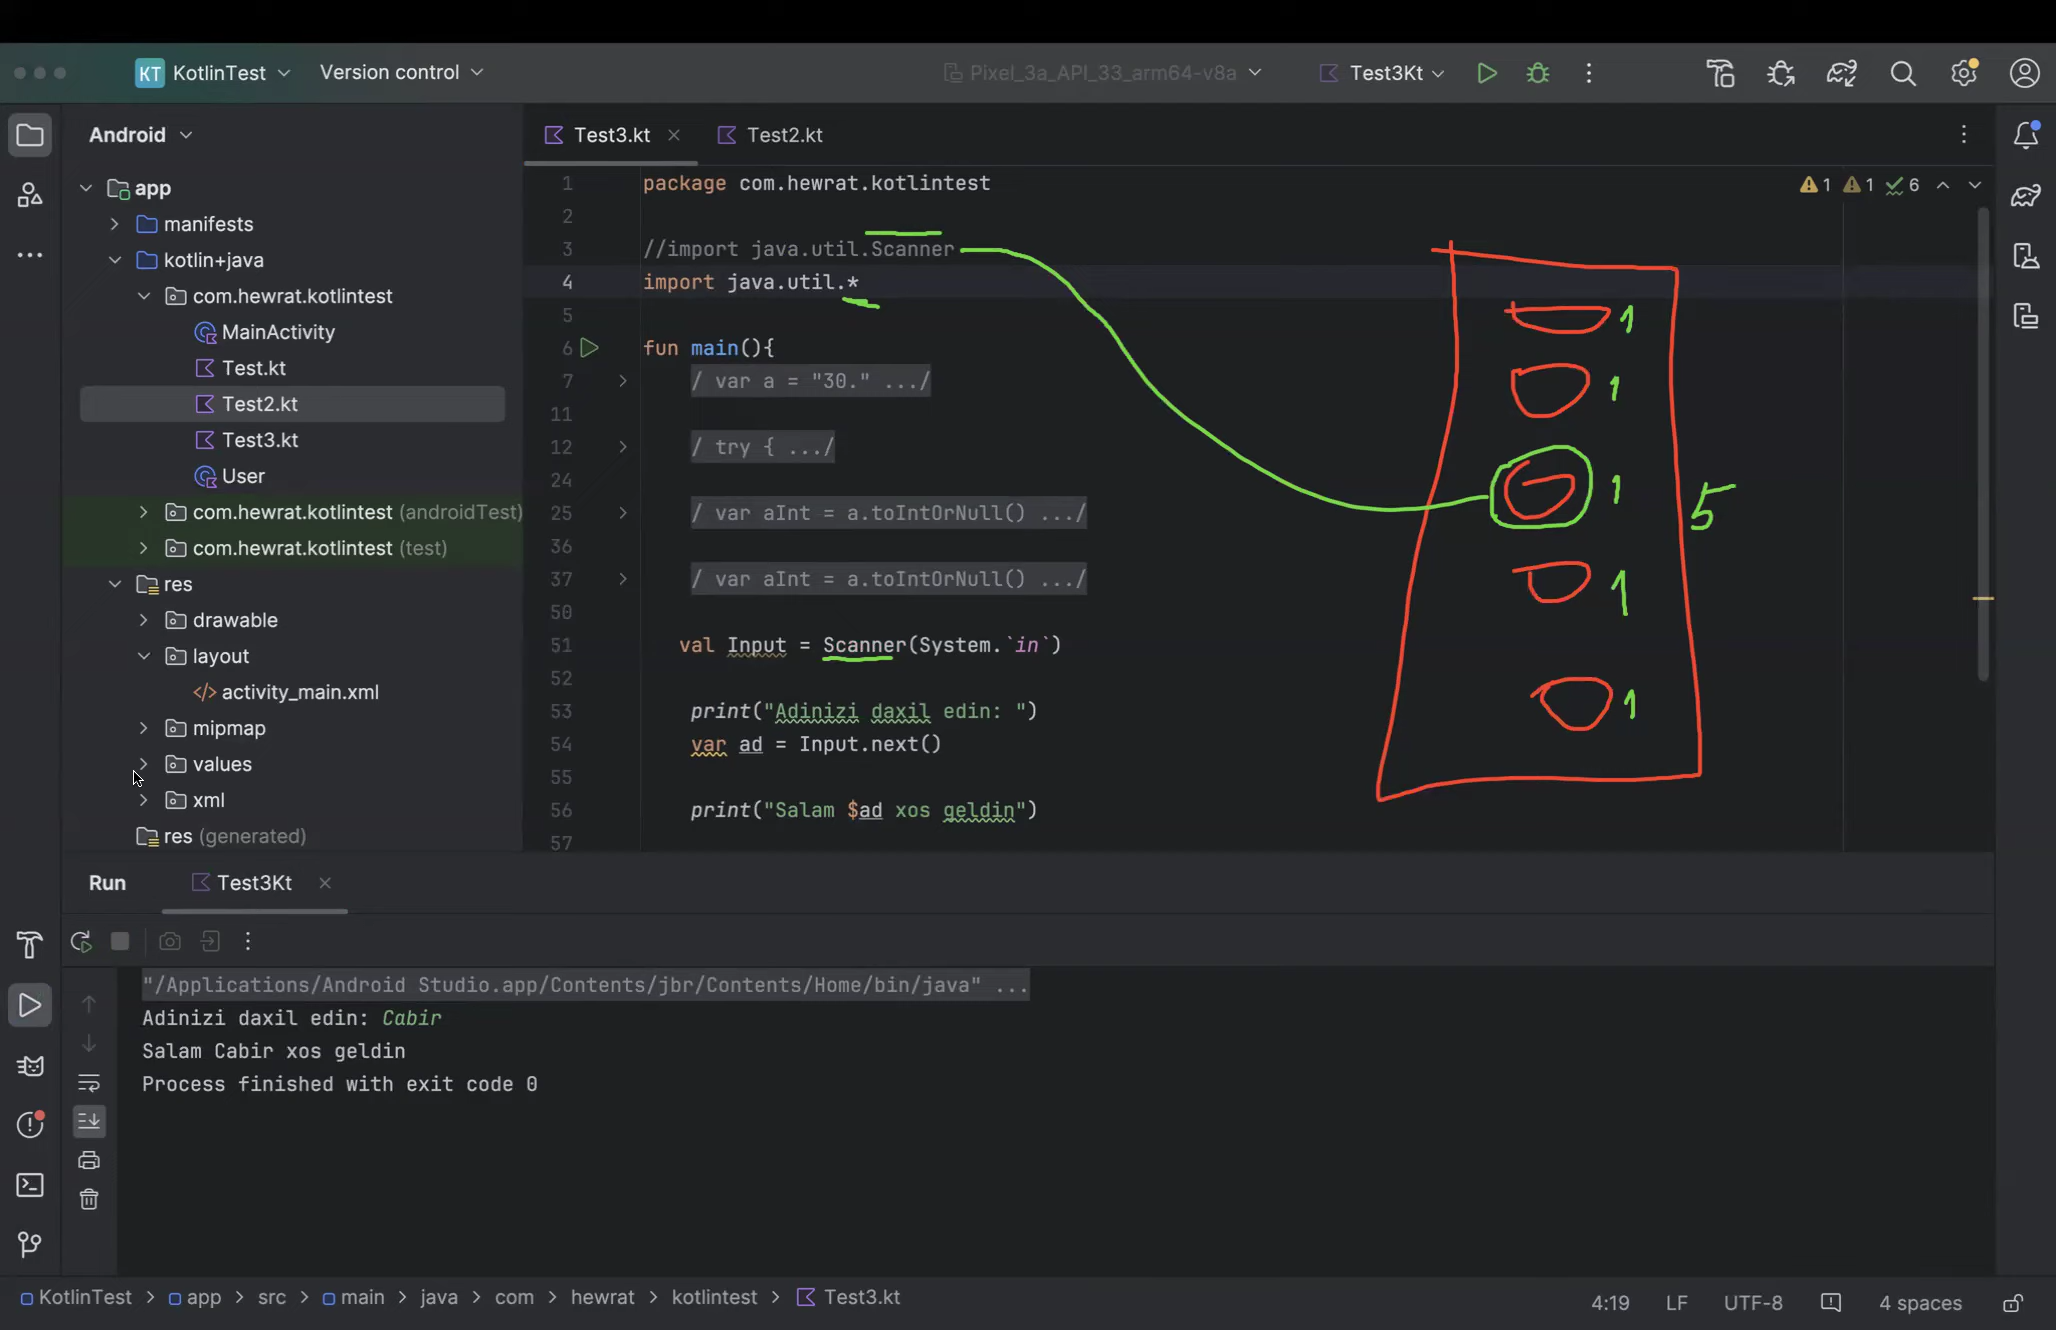 KT KotlinTest Version control Pixel_3a_API_33_arm64-v8a Test3Kt
Android
app
manifests
kotlin+java
com.hewrat.kotlintest
MainActivity
Test.kt
Test2.kt
Test3.kt
User
com.hewrat.kotlintest (androidTest)
com.hewrat.kotlintest (test)
res
drawable
layout
</> activity_main.xml
mipmap
values
xml
res (generated)
Test3.kt Test2.kt
1 1 6
1 package com.hewrat.kotlintest
2
3 //import java.util.Scanner
4 import java.util.*
5
6 fun main(){
7 / var a = "30." .../
11
12 / try { .../
24
25 / var aInt = a.toIntOrNull() .../
36
37 / var aInt = a.toIntOrNull() .../
50
51 val Input = Scanner(System.`in`)
52
53 print("Adinizi daxil edin: ")
54 var ad = Input.next()
55
56 print("Salam $ad xos geldin")
57
1
1
1
5
1
1
Run Test3Kt
"/Applications/Android Studio.app/Contents/jbr/Contents/Home/bin/java" ...
Adinizi daxil edin: Cabir
Salam Cabir xos geldin
Process finished with exit code 0
KotlinTest > app > src > main > java > com > hewrat > kotlintest > Test3.kt
4:19 LF UTF-8 4 spaces